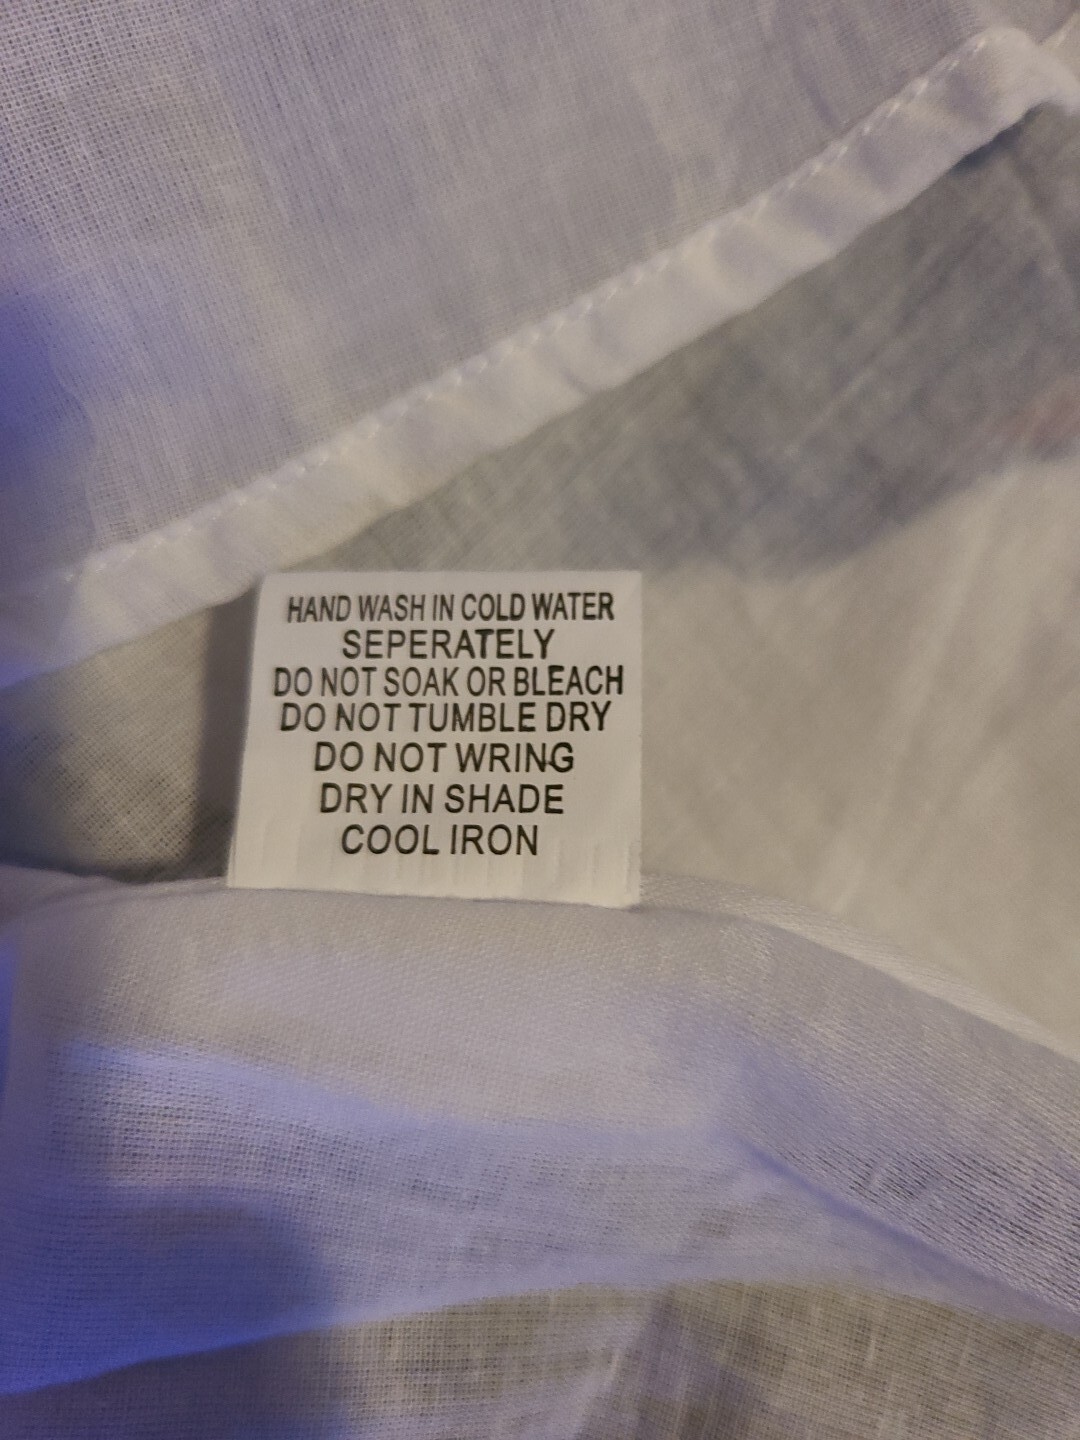 HAND WASH IN COLD WATER
SEPERATELY
DO NOT SOAK OR BLEACH
DO NOT TUMBLE DRY
DO NOT WRING
DRY IN SHADE
COOL IRON